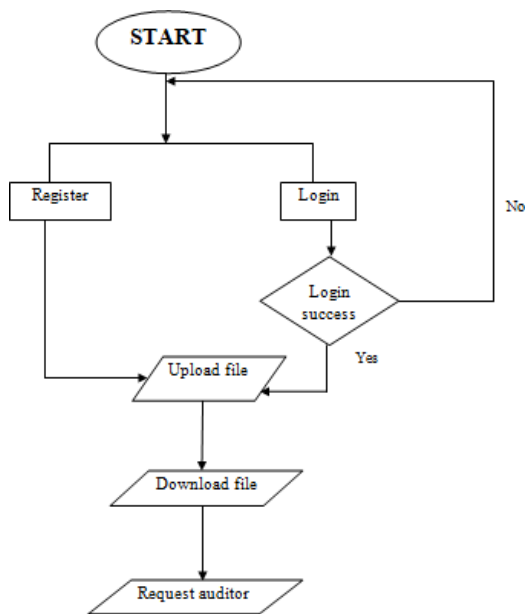 START
Register
Login
No
Login
success
Yes
Upload file
Download file
Request auditor